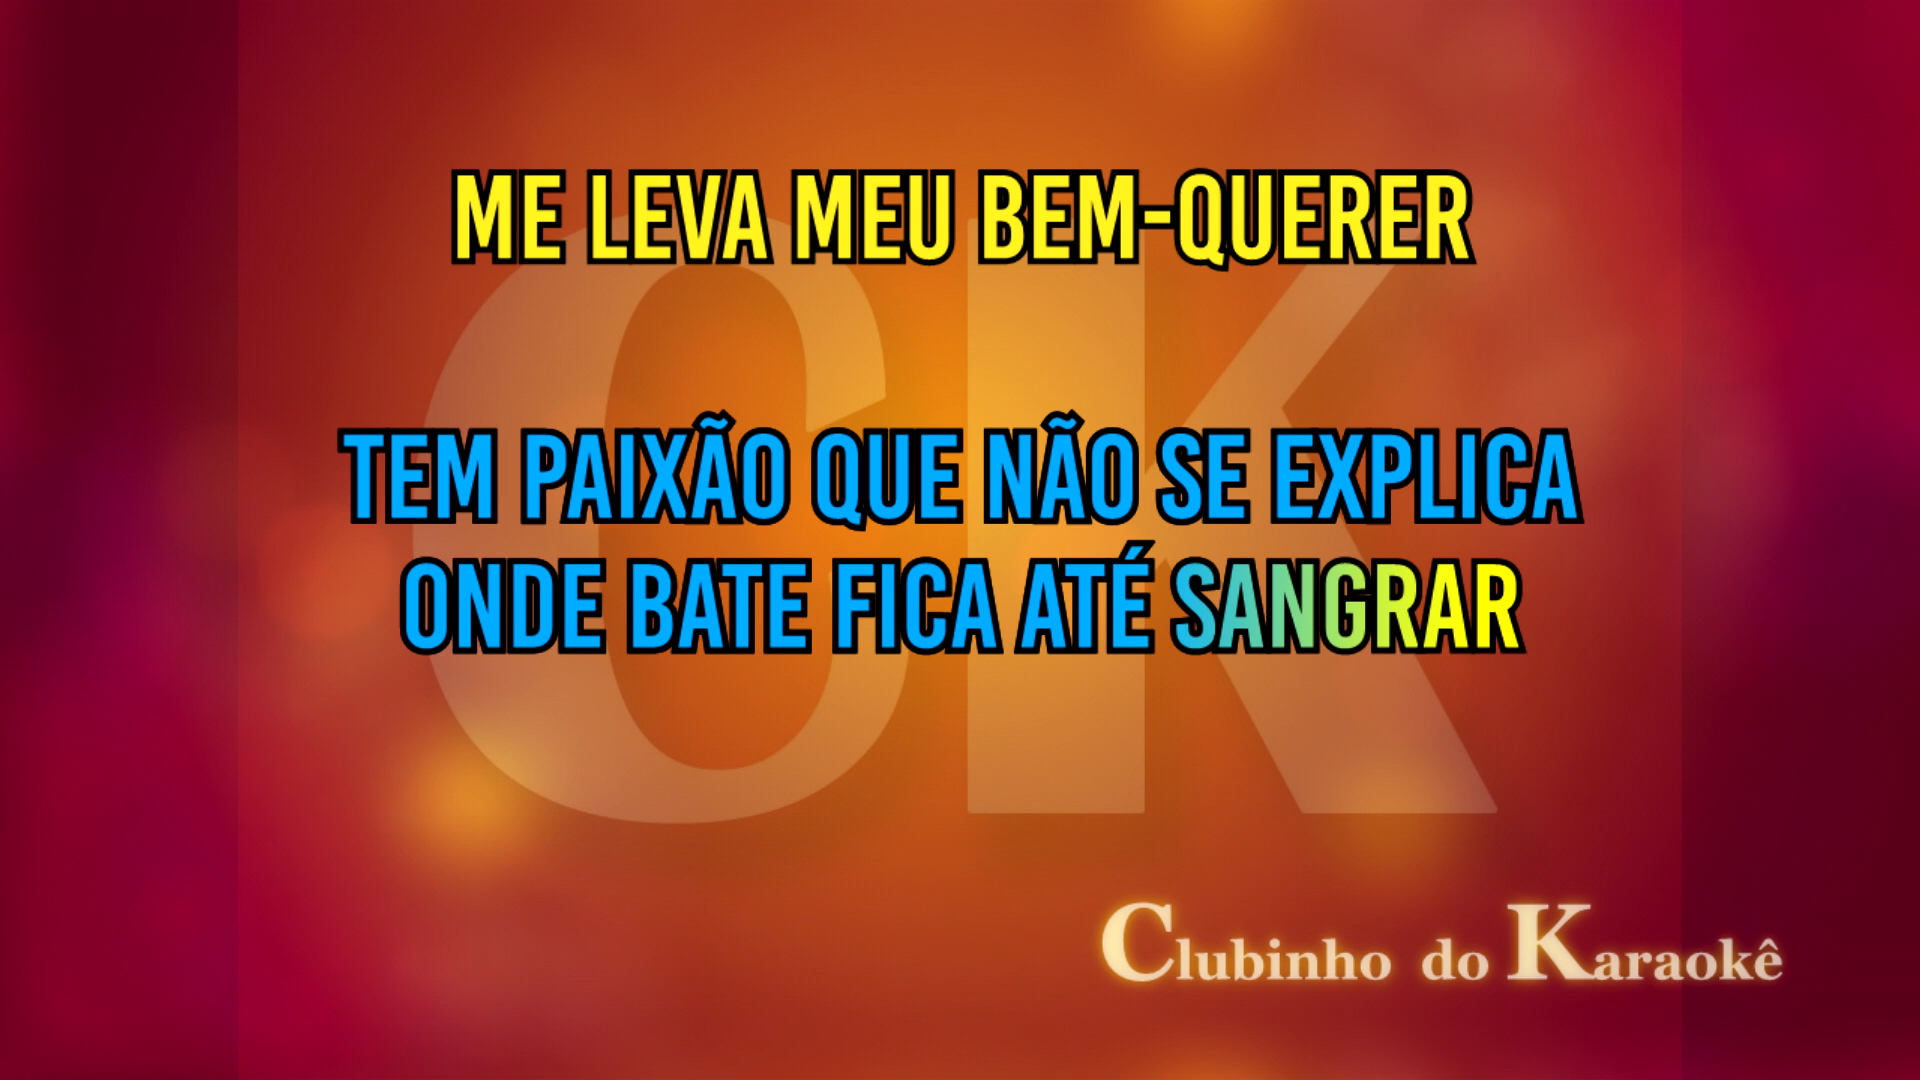 ME LEVA MEU BEM-QUERER
TEM PAIXÃO QUE NÃO SE EXPLICA
ONDE BATE FICA ATÉ SANGRAR
CK
Clubinho do Karaokê